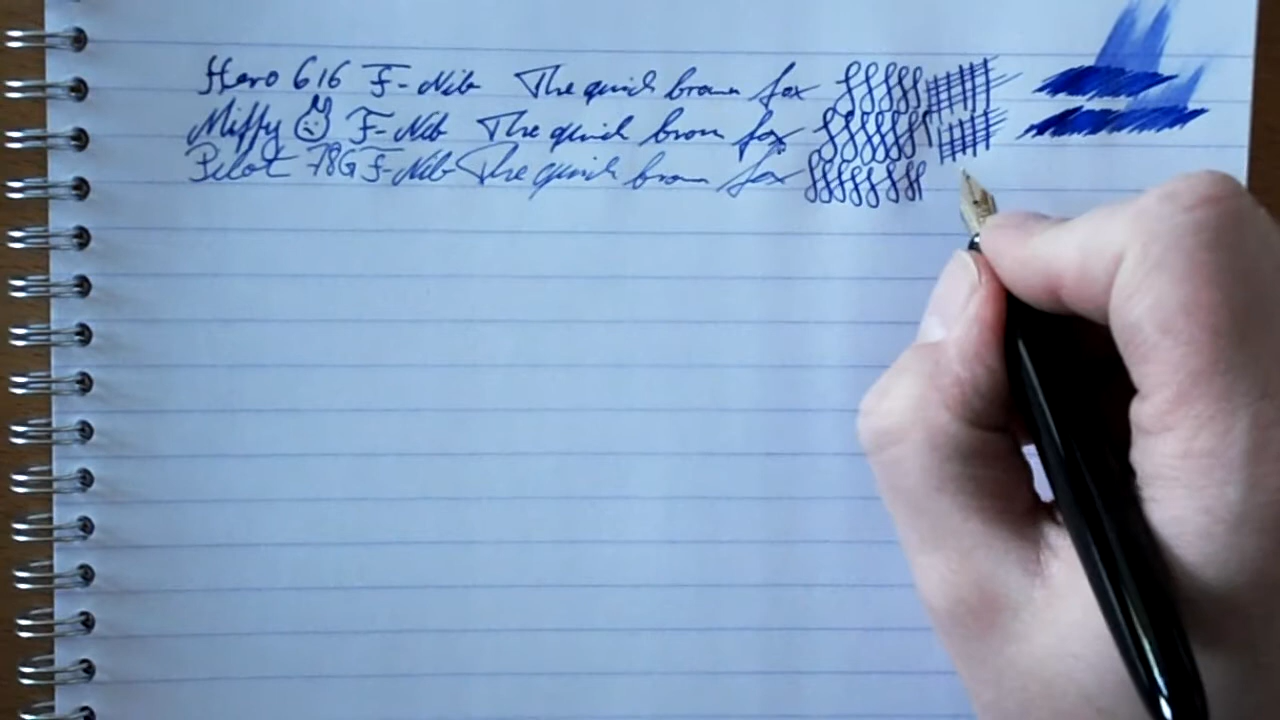 Hero 616 F-Nib The quick brown fox
Miffy F-Nib The quick brown fox
Pilot 78G F-Nib The quick brown fox